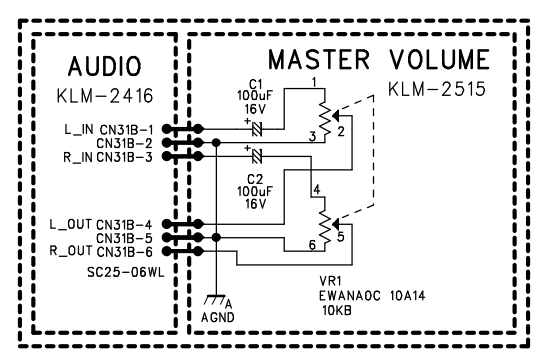 AUDIO
KLM-2416
MASTER VOLUME
KLM-2515
C1
100uF
16V
+
1
2
3
L_IN CN31B-1
CN31B-2
R_IN CN31B-3
+
C2
100uF
16V
4
5
6
L_OUT CN31B-4
CN31B-5
R_OUT CN31B-6
SC25-06WL
A
AGND
VR1
EWANAOC 10A14
10KB